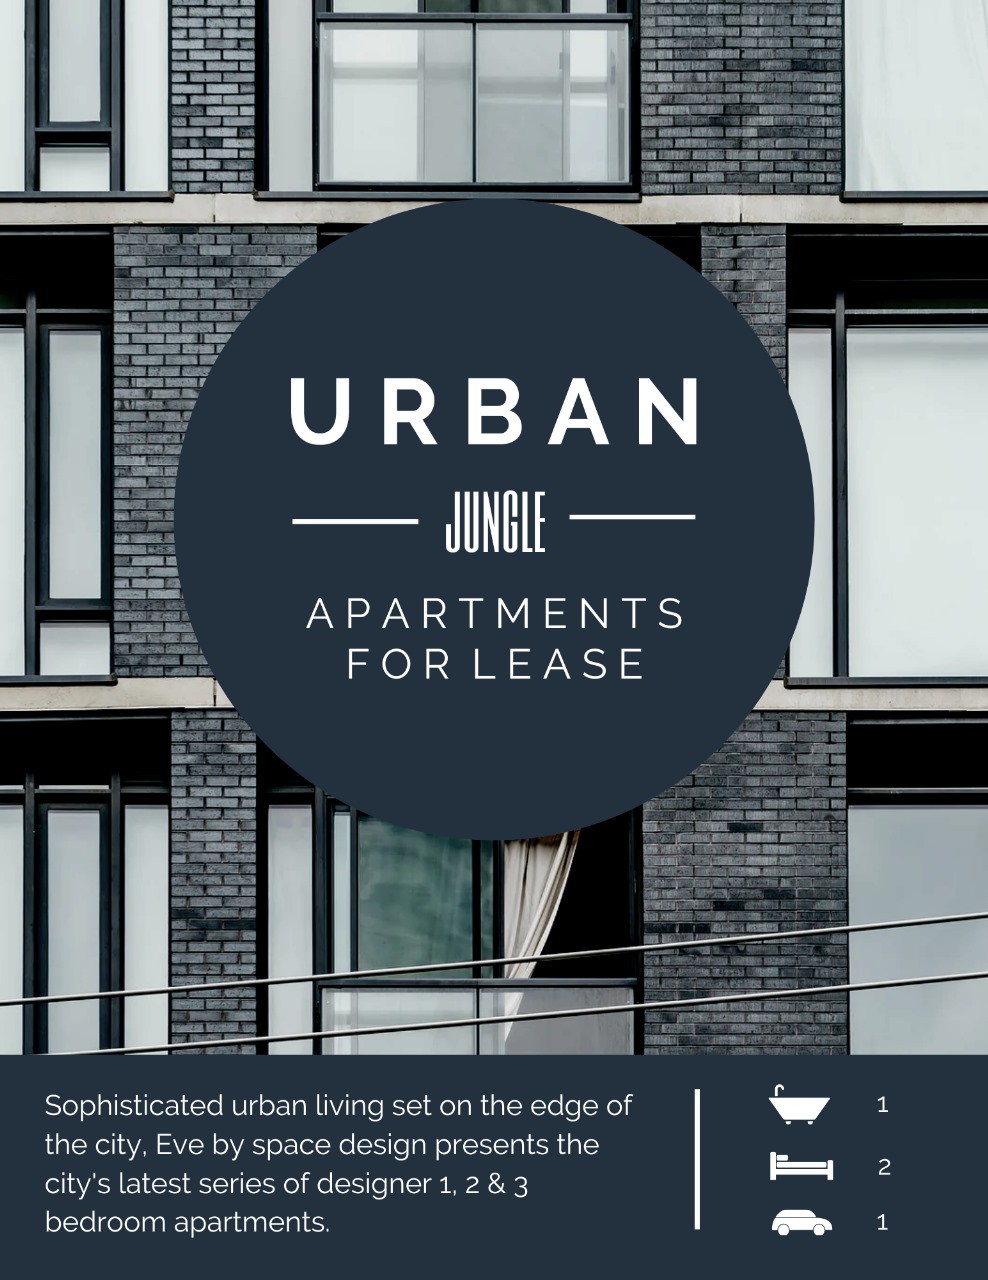 URBAN
JUNGLE
APARTMENTS
FOR LEASE
Sophisticated urban living set on the edge of
the city, Eve by space design presents the
city's latest series of designer 1, 2 & 3
bedroom apartments.
1
2
1